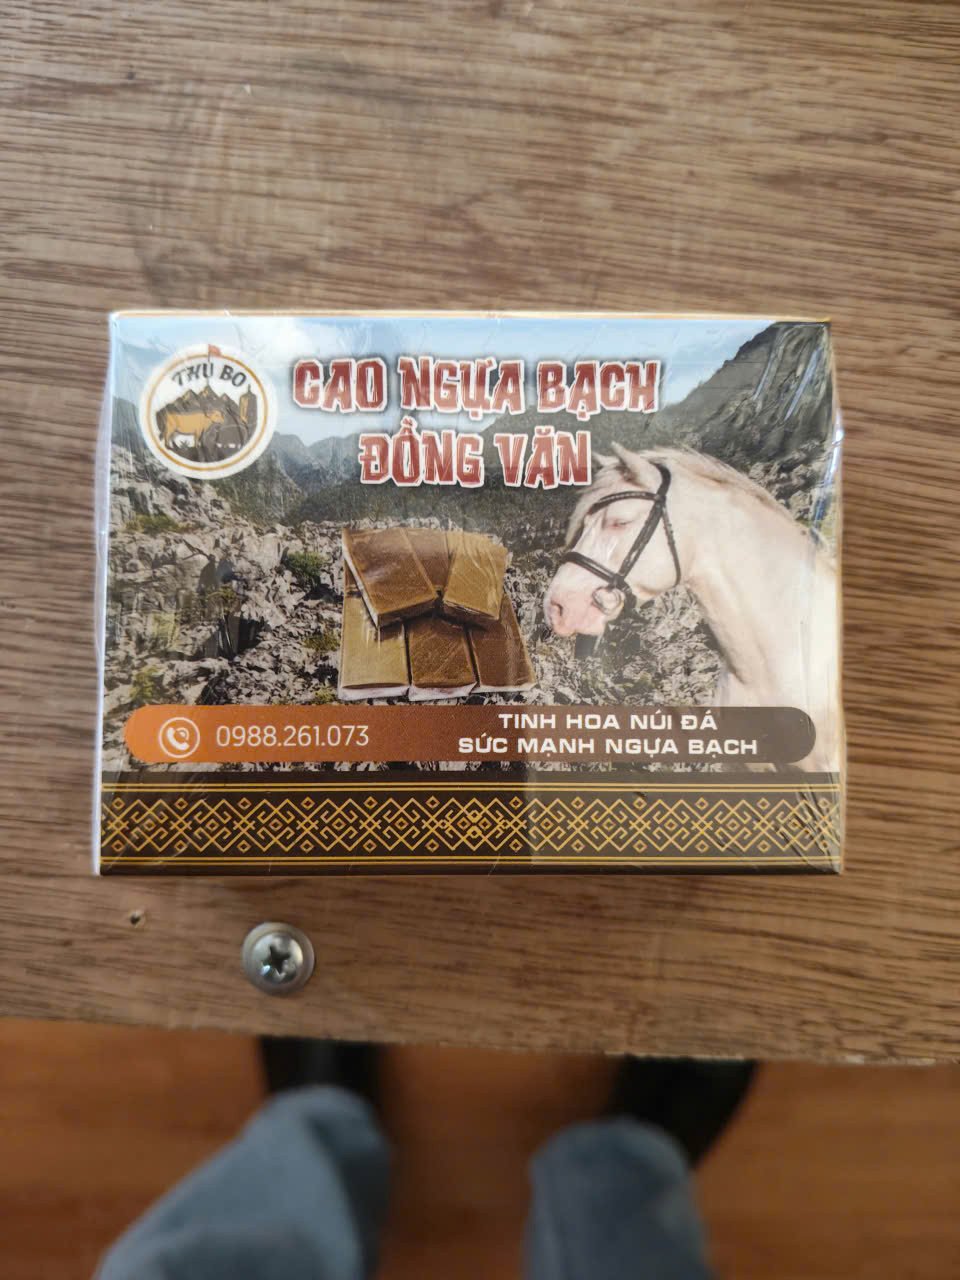 THU BO
CAO NGỰA BẠCH
ĐỒNG VĂN
0988.261.073
TINH HOA NÚI ĐÁ
SỨC MẠNH NGỰA BẠCH